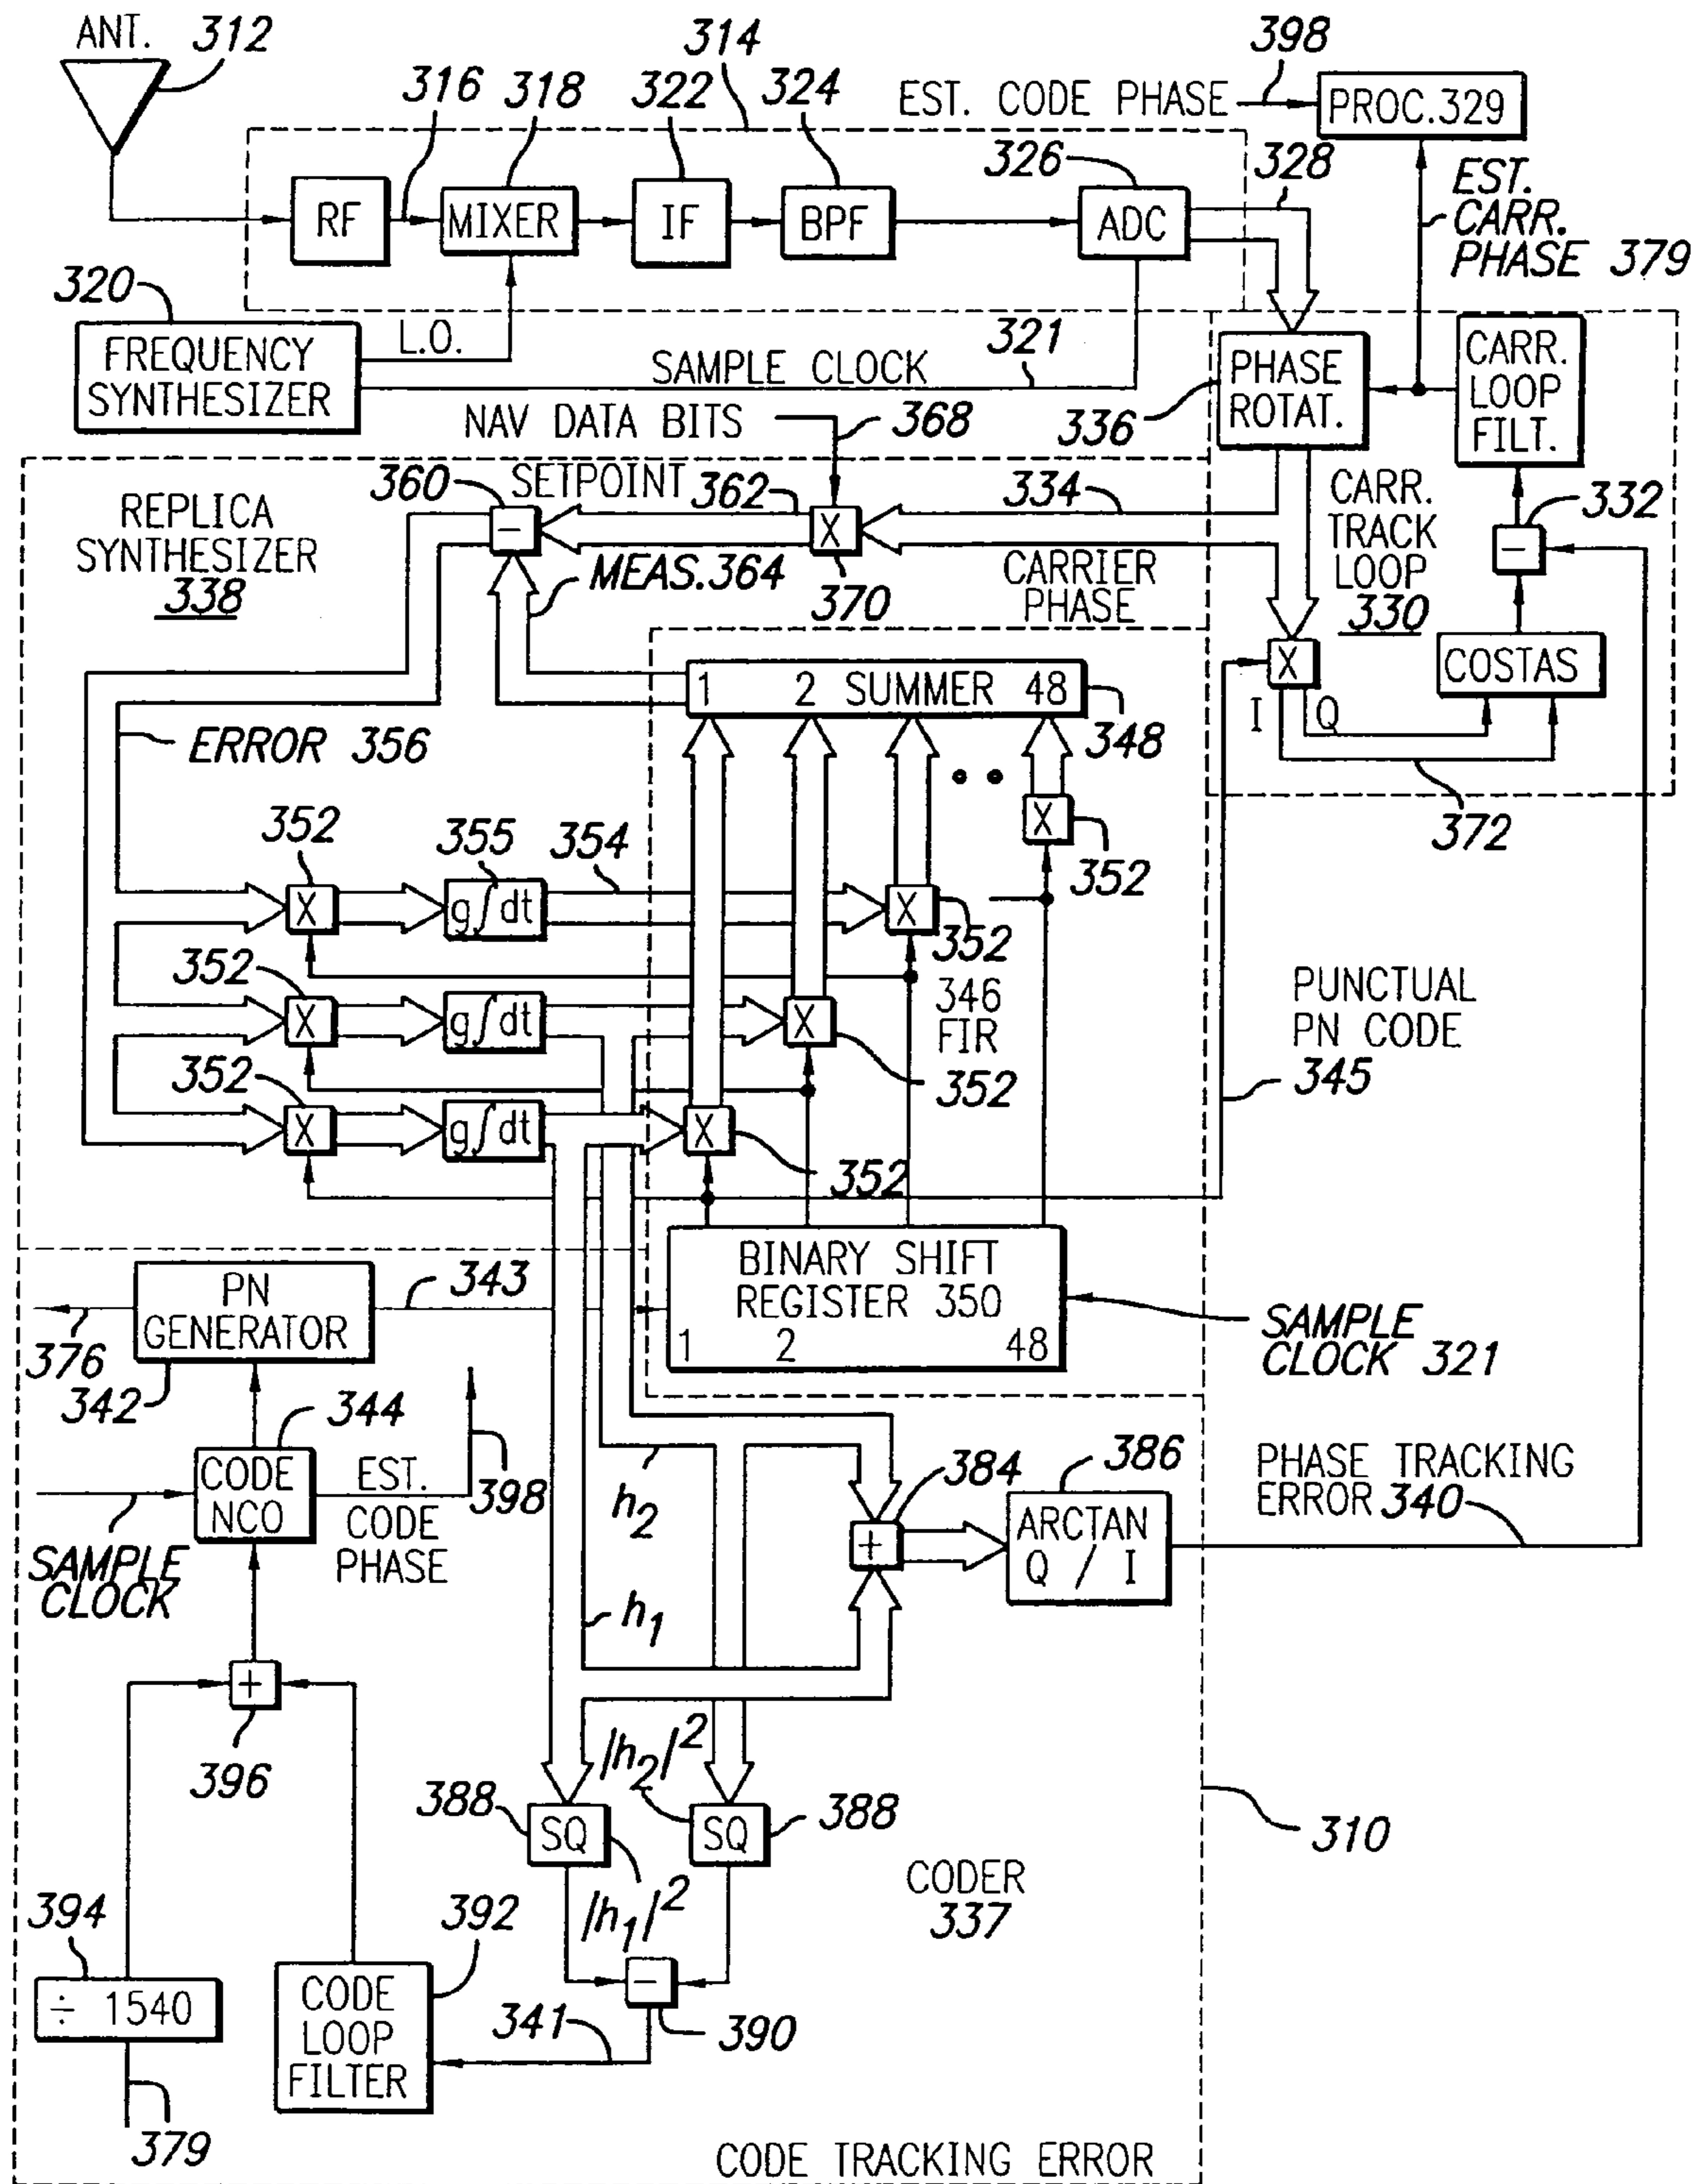 ANT. 312
314
398
316 318 322 324
EST. CODE PHASE
PROC.329
326
328
RF
MIXER
IF
BPF
ADC
EST.
CARR.
PHASE 379
320
L.O.
321
FREQUENCY
SYNTHESIZER
SAMPLE CLOCK
PHASE
ROTAT.
336
CARR.
LOOP
FILT.
NAV DATA BITS
368
360 SETPOINT 362
334
REPLICA
SYNTHESIZER
338
-
X
CARR.
TRACK
LOOP
330
332
-
MEAS.364
370
CARRIER
PHASE
X
COSTAS
1 2 SUMMER 48
348
I Q
ERROR 356
372
X
352
352 355 354
X
g∫dt
X
352
352
X
g∫dt
X
346
FIR
352
PUNCTUAL
PN CODE
345
352
X
g∫dt
X
352
BINARY SHIFT
REGISTER 350
1 2 48
PN
GENERATOR
343
376
342
SAMPLE
CLOCK 321
344
CODE
NCO
EST.
CODE
PHASE
398
SAMPLE
CLOCK
h2
384
386
+
ARCTAN
Q / I
PHASE TRACKING
ERROR 340
h1
+
396
|h2|²
388
SQ
SQ
388
310
|h1|²
CODER
337
394
÷ 1540
392
CODE
LOOP
FILTER
-
390
341
379
CODE TRACKING ERROR